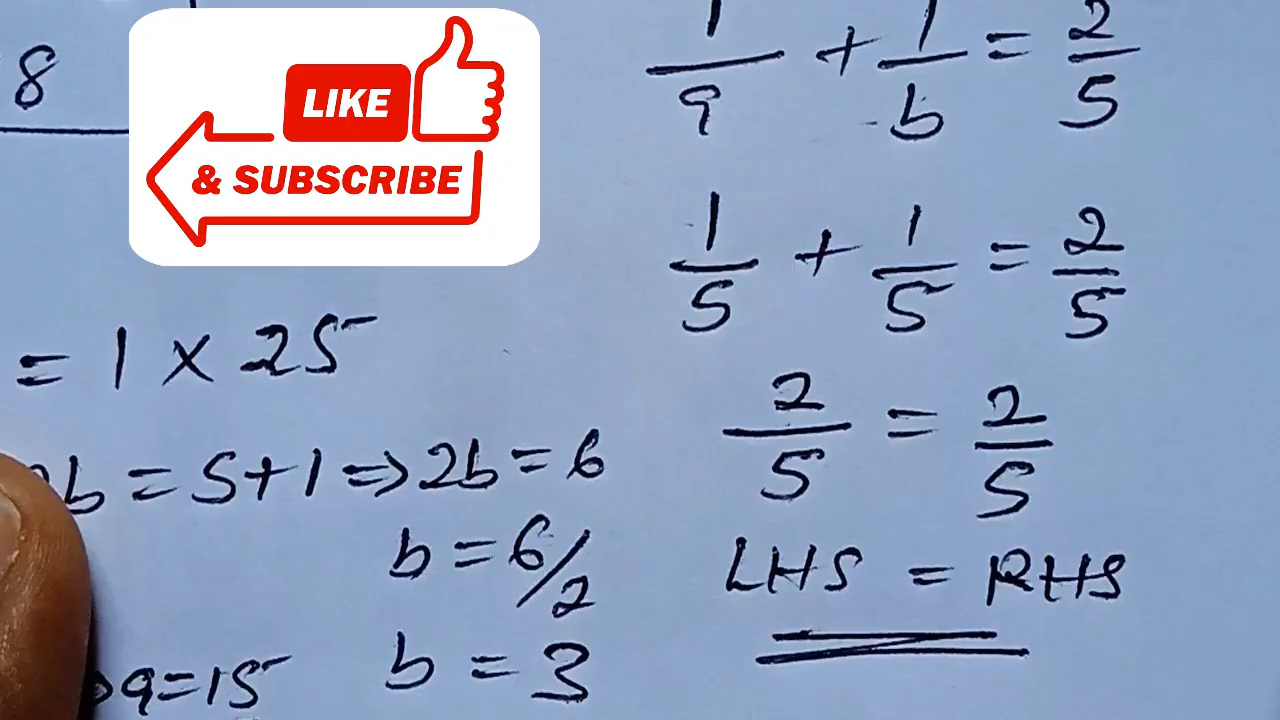 8
LIKE
& SUBSCRIBE
= 1 × 25
b = 5+1 => 2b = 6
b = 6/2
a=15 b = 3
1/a + 1/b = 2/5
1/5 + 1/5 = 2/5
2/5 = 2/5
LHS = RHS